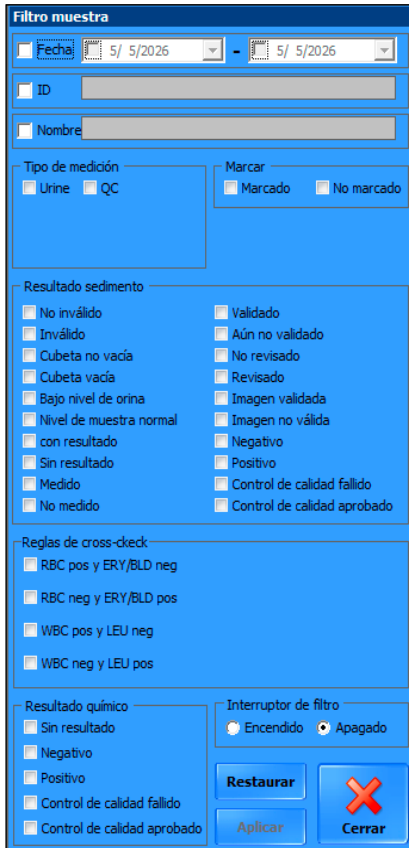 Filtro muestra
Fecha 5/ 5/2026 - 5/ 5/2026
ID
Nombre
Tipo de medición
Urine QC
Marcar
Marcado No marcado
Resultado sedimento
No inválido
Inválido
Cubeta no vacía
Cubeta vacía
Bajo nivel de orina
Nivel de muestra normal
con resultado
Sin resultado
Medido
No medido
Validado
Aún no validado
No revisado
Revisado
Imagen validada
Imagen no válida
Negativo
Positivo
Control de calidad fallido
Control de calidad aprobado
Reglas de cross-ckeck
RBC pos y ERY/BLD neg
RBC neg y ERY/BLD pos
WBC pos y LEU neg
WBC neg y LEU pos
Resultado químico
Sin resultado
Negativo
Positivo
Control de calidad fallido
Control de calidad aprobado
Interruptor de filtro
Encendido Apagado
Restaurar
Aplicar
Cerrar